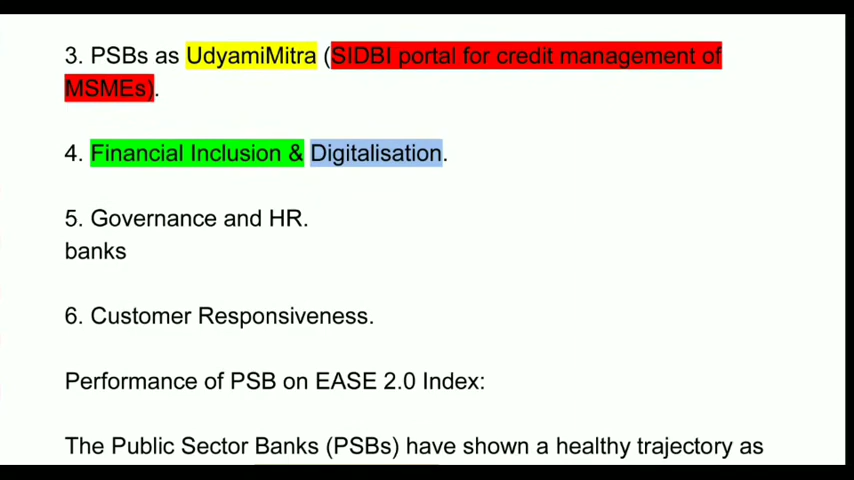 3. PSBs as UdyamiMitra (SIDBI portal for credit management of
MSMEs).
4. Financial Inclusion & Digitalisation.
5. Governance and HR.
banks
6. Customer Responsiveness.
Performance of PSB on EASE 2.0 Index:
The Public Sector Banks (PSBs) have shown a healthy trajectory as